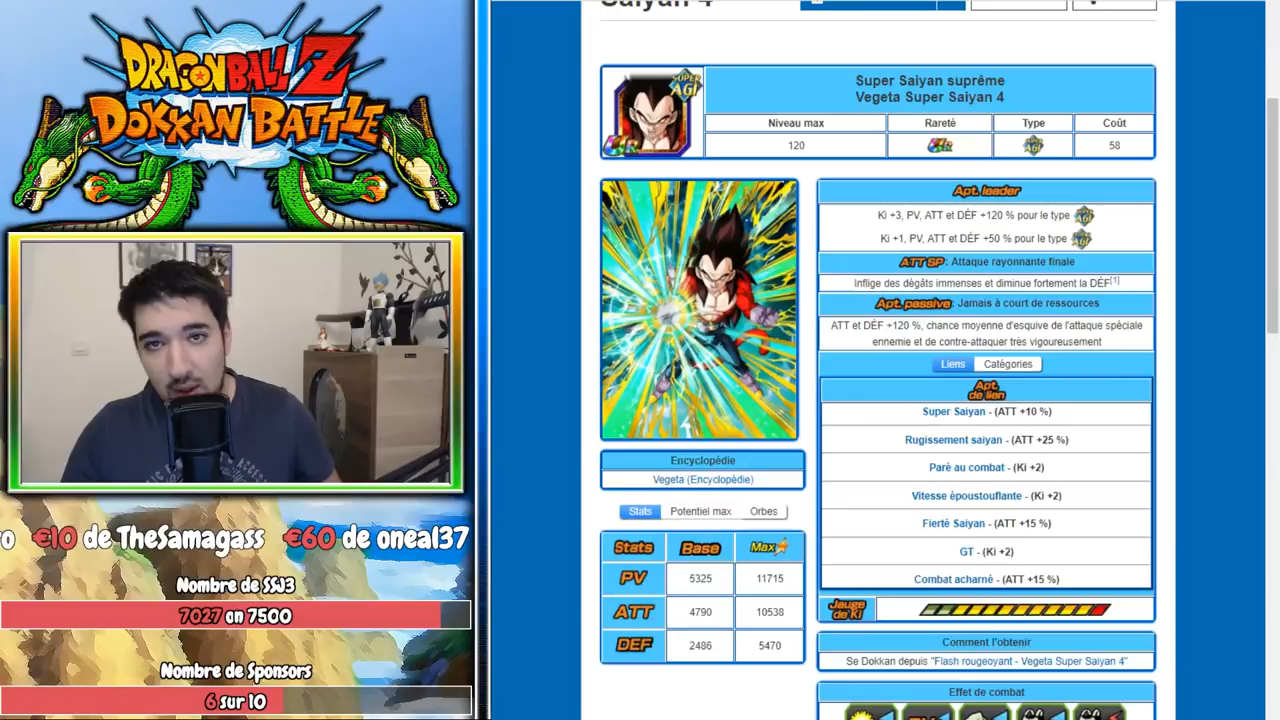 DRAGONBALL Z
DOKKAN BATTLE
€10 de TheSamagass €60 de oneal37
Nombre de SSJ3
7027 an 7500
Nombre de Sponsors
6 sur 10
Saiyan 4
SUPER AGI
UR
Super Saiyan suprême
Vegeta Super Saiyan 4
Niveau max Rareté Type Coût
120 UR AGI 58
Apt. leader
Ki +3, PV, ATT et DÉF +120 % pour le type
Ki +1, PV, ATT et DÉF +50 % pour le type
ATT SP : Attaque rayonnante finale
Inflige des dégâts immenses et diminue fortement la DÉF[1]
Apt. passive : Jamais à court de ressources
ATT et DÉF +120 %, chance moyenne d'esquive de l'attaque spéciale
ennemie et de contre-attaquer très vigoureusement
Liens Catégories
Apt. de lien
Super Saiyan - (ATT +10 %)
Rugissement saiyan - (ATT +25 %)
Paré au combat - (Ki +2)
Vitesse époustouflante - (Ki +2)
Fierté Saiyan - (ATT +15 %)
GT - (Ki +2)
Combat acharné - (ATT +15 %)
Jauge de Ki
Encyclopédie
Vegeta (Encyclopédie)
Stats Potentiel max Orbes
Stats Base Max
PV 5325 11715
ATT 4790 10538
DEF 2486 5470
Comment l'obtenir
Se Dokkan depuis "Flash rougeoyant - Vegeta Super Saiyan 4"
Effet de combat